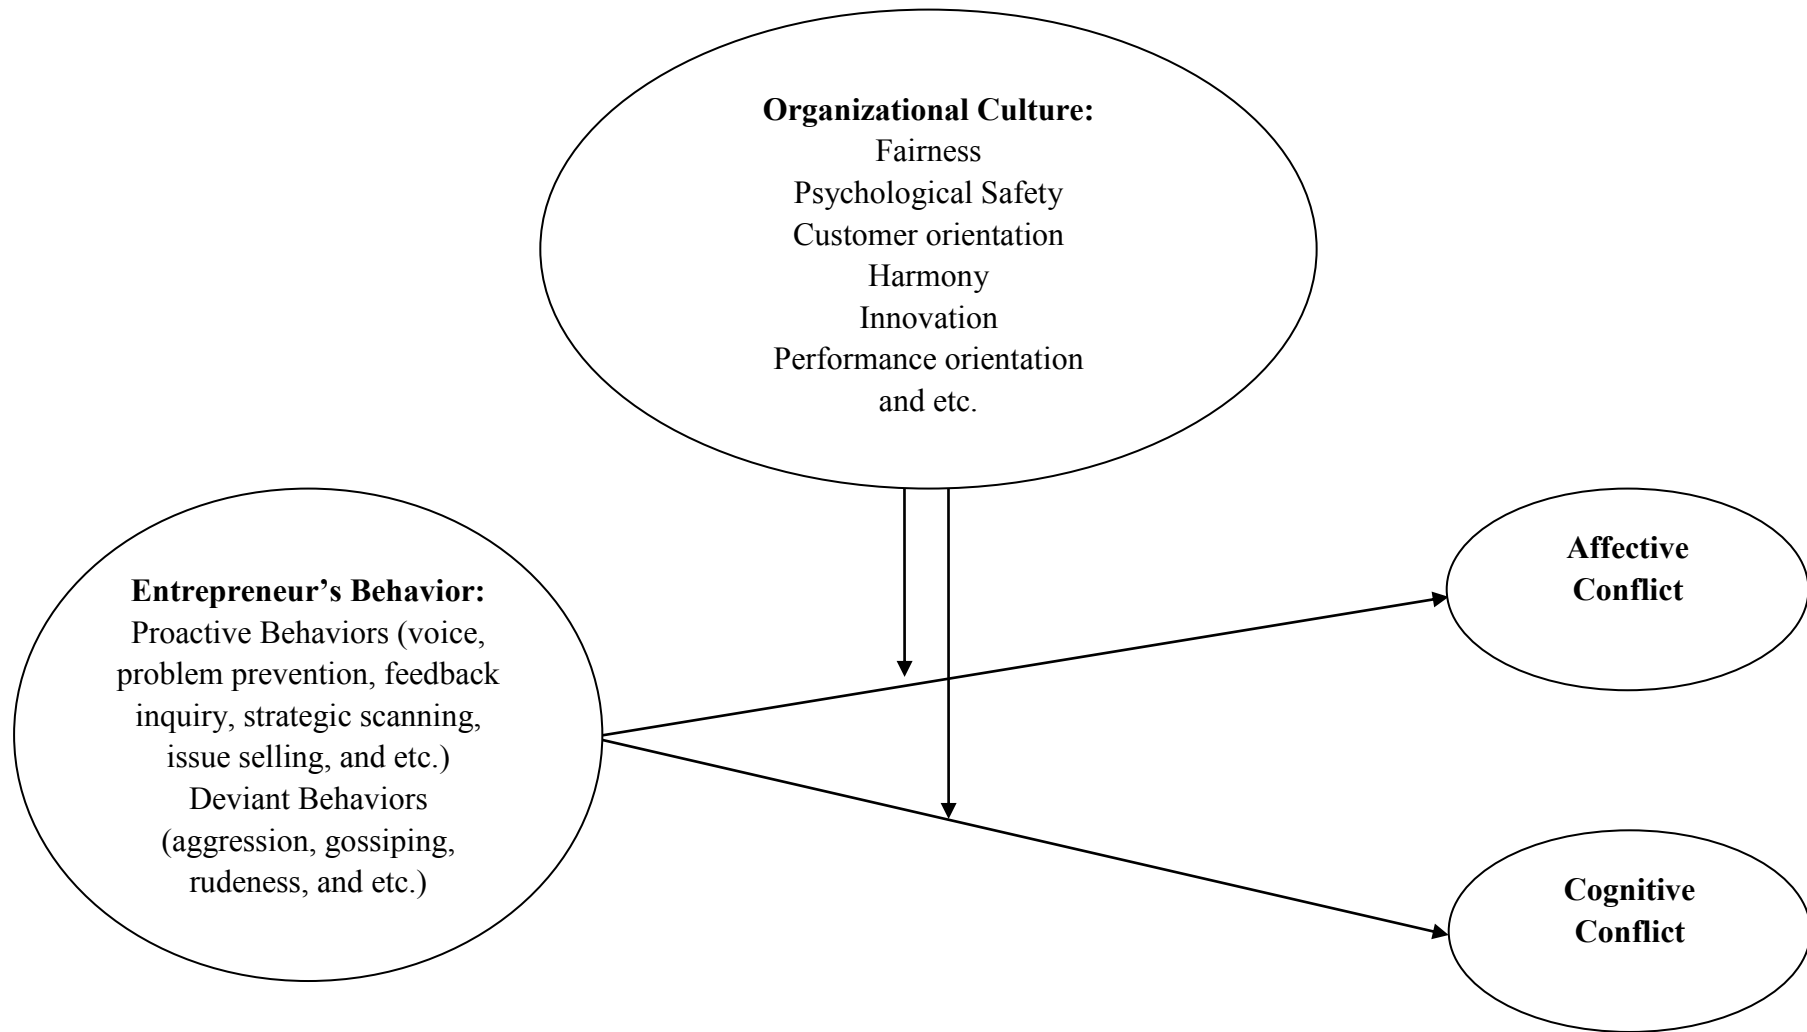 Organizational Culture:
Fairness
Psychological Safety
Customer orientation
Harmony
Innovation
Performance orientation
and etc.
Entrepreneur’s Behavior:
Proactive Behaviors (voice,
problem prevention, feedback
inquiry, strategic scanning,
issue selling, and etc.)
Deviant Behaviors
(aggression, gossiping,
rudeness, and etc.)
Affective
Conflict
Cognitive
Conflict